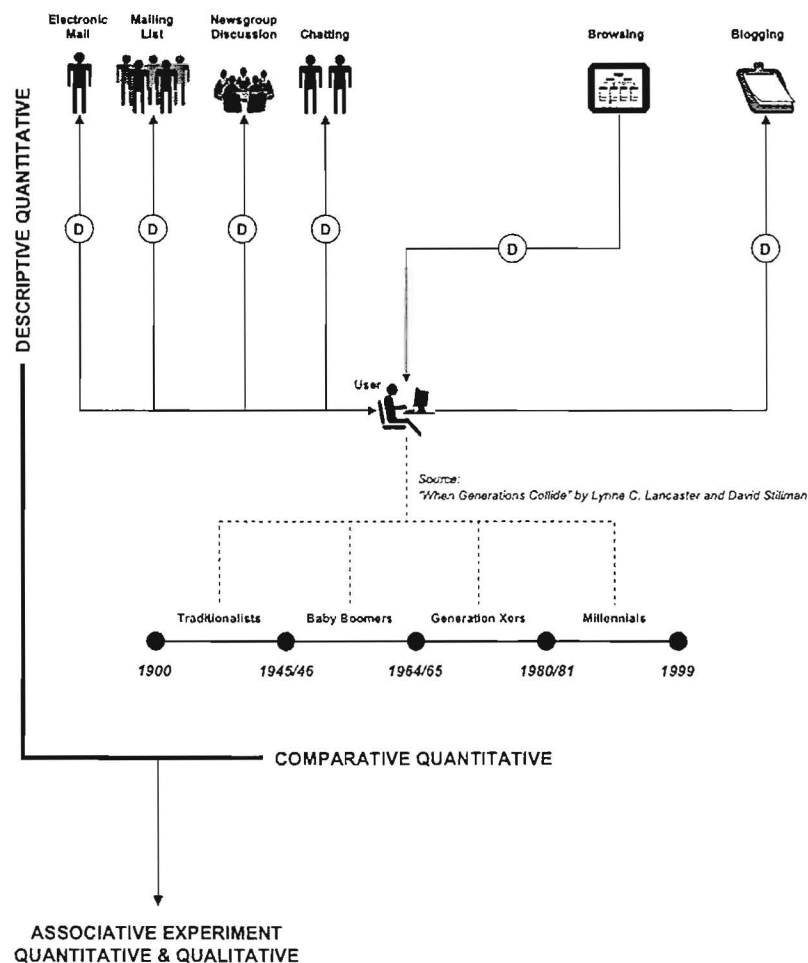 Electronic
Mail
Mailing
List
Newsgroup
Discussion
Chatting
Browsing
Blogging
DESCRIPTIVE QUANTITATIVE
D
D
D
D
D
D
User
Source:
"When Generations Collide" by Lynne C. Lancaster and David Stillman
Traditionalists
Baby Boomers
Generation Xers
Millennials
1900
1945/46
1964/65
1980/81
1999
COMPARATIVE QUANTITATIVE
ASSOCIATIVE EXPERIMENT
QUANTITATIVE & QUALITATIVE